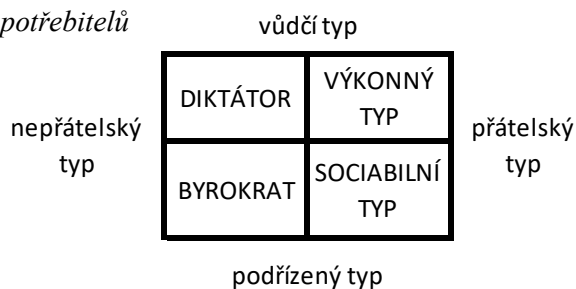 potřebitelů
vůdčí typ
DIKTÁTOR
VÝKONNÝ
TYP
nepřátelský
typ
přátelský
typ
BYROKRAT
SOCIABILNÍ
TYP
podřízený typ